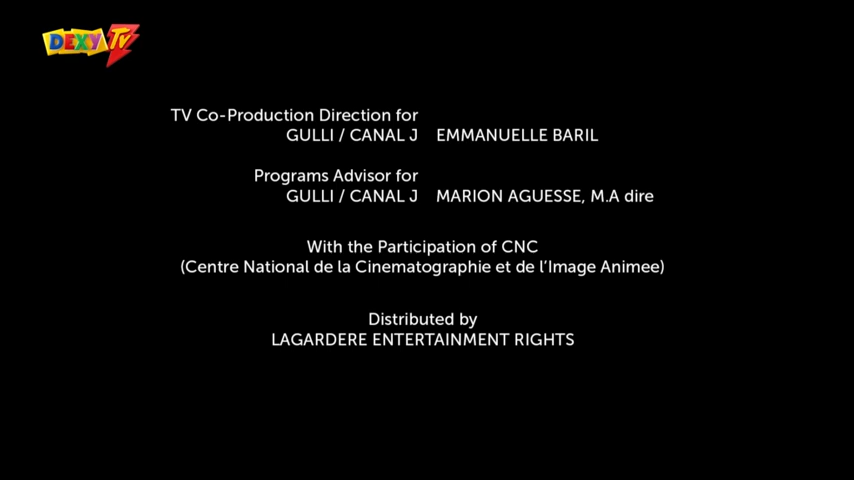 DEXY TV
TV Co-Production Direction for
GULLI / CANAL J EMMANUELLE BARIL
Programs Advisor for
GULLI / CANAL J MARION AGUESSE, M.A dire
With the Participation of CNC
(Centre National de la Cinematographie et de l'Image Animee)
Distributed by
LAGARDERE ENTERTAINMENT RIGHTS